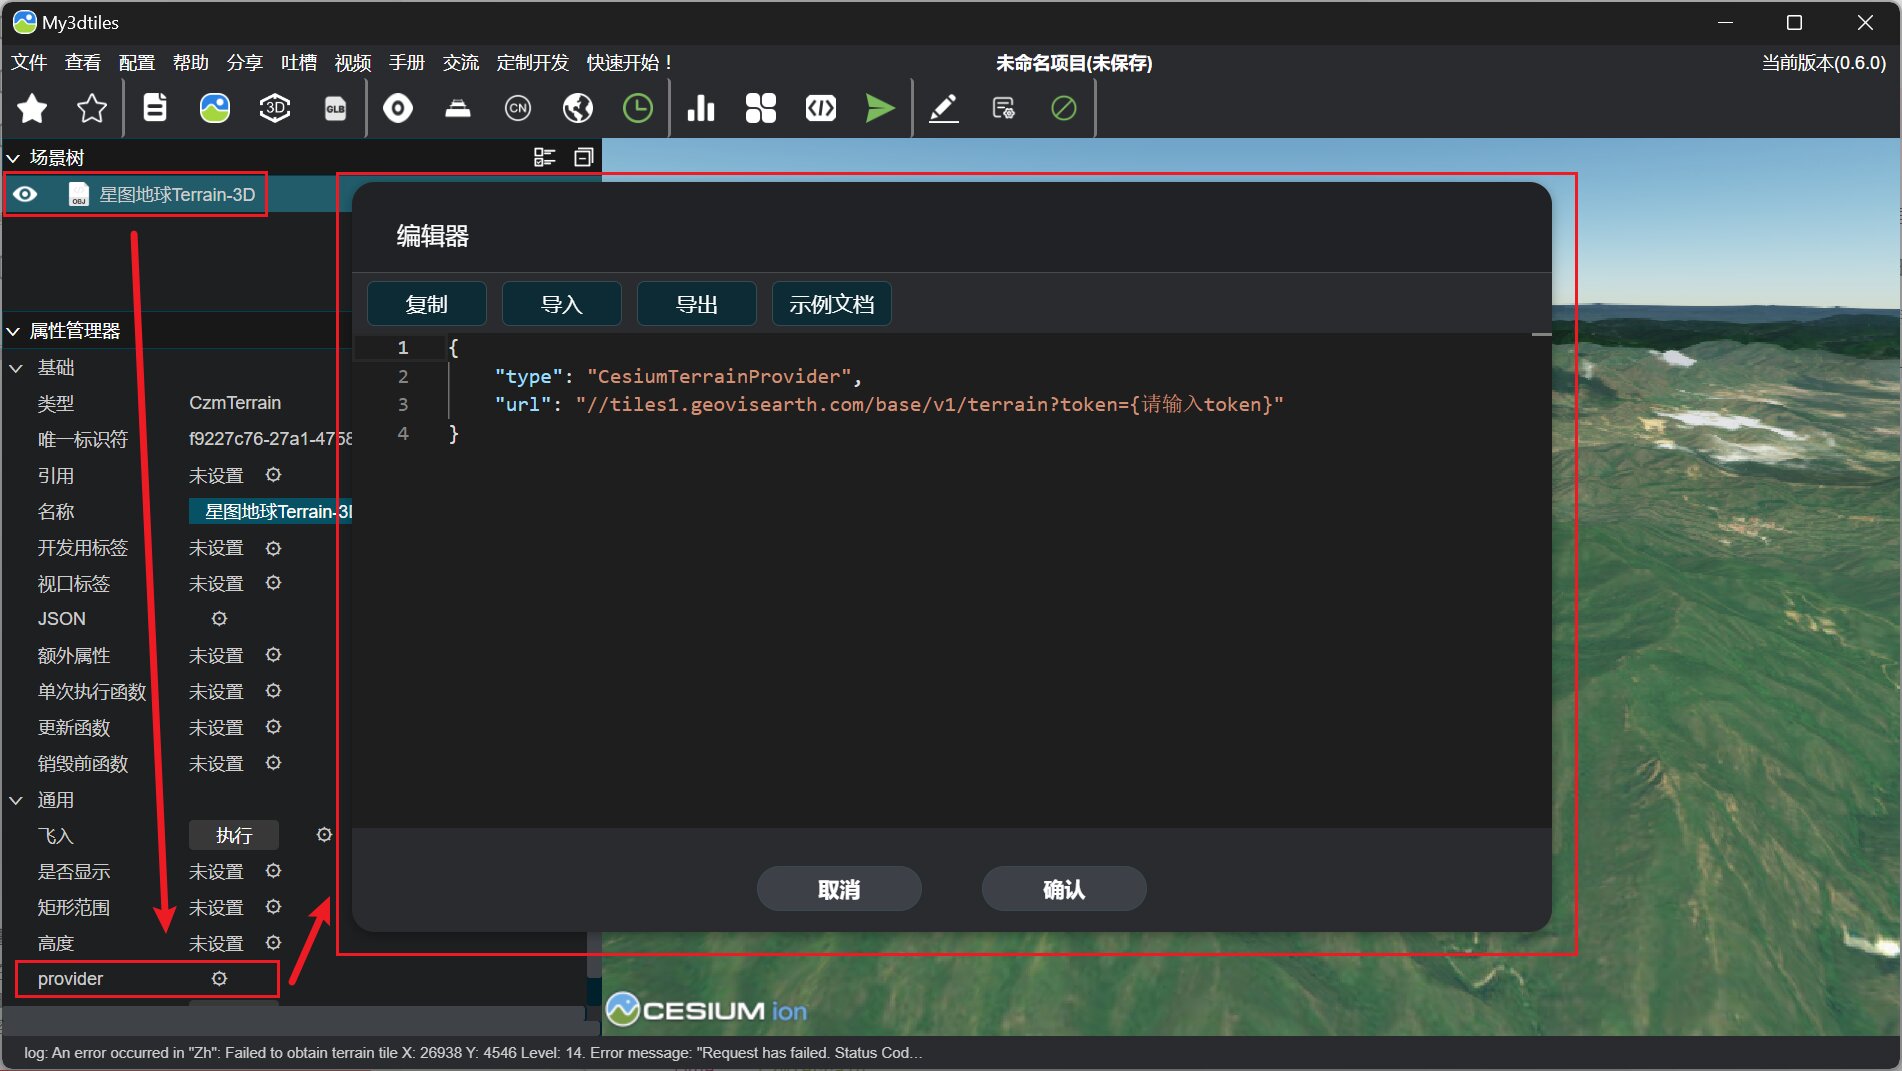 My3dtiles
文件 查看 配置 帮助 分享 吐槽 视频 手册 交流 定制开发 快速开始！ 未命名项目(未保存) 当前版本(0.6.0)
3D GLB CN
场景树
OBJ 星图地球Terrain-3D
编辑器
复制 导入 导出 示例文档
1 {
2 "type": "CesiumTerrainProvider",
3 "url": "//tiles1.geovisearth.com/base/v1/terrain?token={请输入token}"
4 }
取消 确认
属性管理器
基础
类型 CzmTerrain
唯一标识符 f9227c76-27a1-4758
引用 未设置
名称 星图地球Terrain-3D
开发用标签 未设置
视口标签 未设置
JSON
额外属性 未设置
单次执行函数 未设置
更新函数 未设置
销毁前函数 未设置
通用
飞入 执行
是否显示 未设置
矩形范围 未设置
高度 未设置
provider
CESIUM ion
log: An error occurred in "Zh": Failed to obtain terrain tile X: 26938 Y: 4546 Level: 14. Error message: "Request has failed. Status Cod...